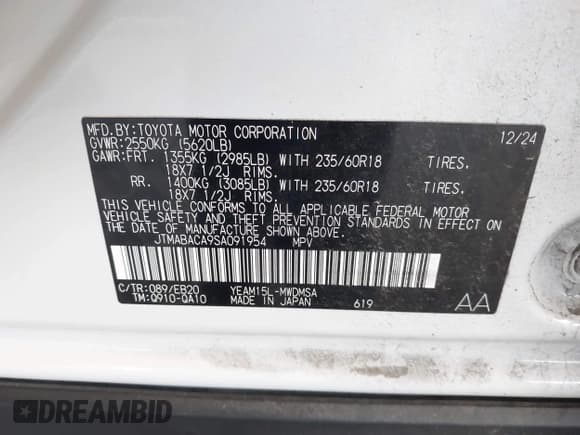 MFD. BY: TOYOTA MOTOR CORPORATION 12/24
GVWR: 2550KG (5620LB)
GAWR: FRT. 1355KG (2985LB) WITH 235/60R18 TIRES.
18X7 1/2J RIMS.
RR. 1400KG (3085LB) WITH 235/60R18 TIRES.
18X7 1/2J RIMS.
THIS VEHICLE CONFORMS TO ALL APPLICABLE FEDERAL MOTOR
VEHICLE SAFETY AND THEFT PREVENTION STANDARDS IN EFFECT ON
THE DATE OF MANUFACTURE SHOWN ABOVE.
JTMABACA9SA091954 MPV
C/TR: 089/EB20 YEAM15L-MWDMSA
TM: Q910-QA10 MADE IN JAPAN 619 AA
DREAMBID